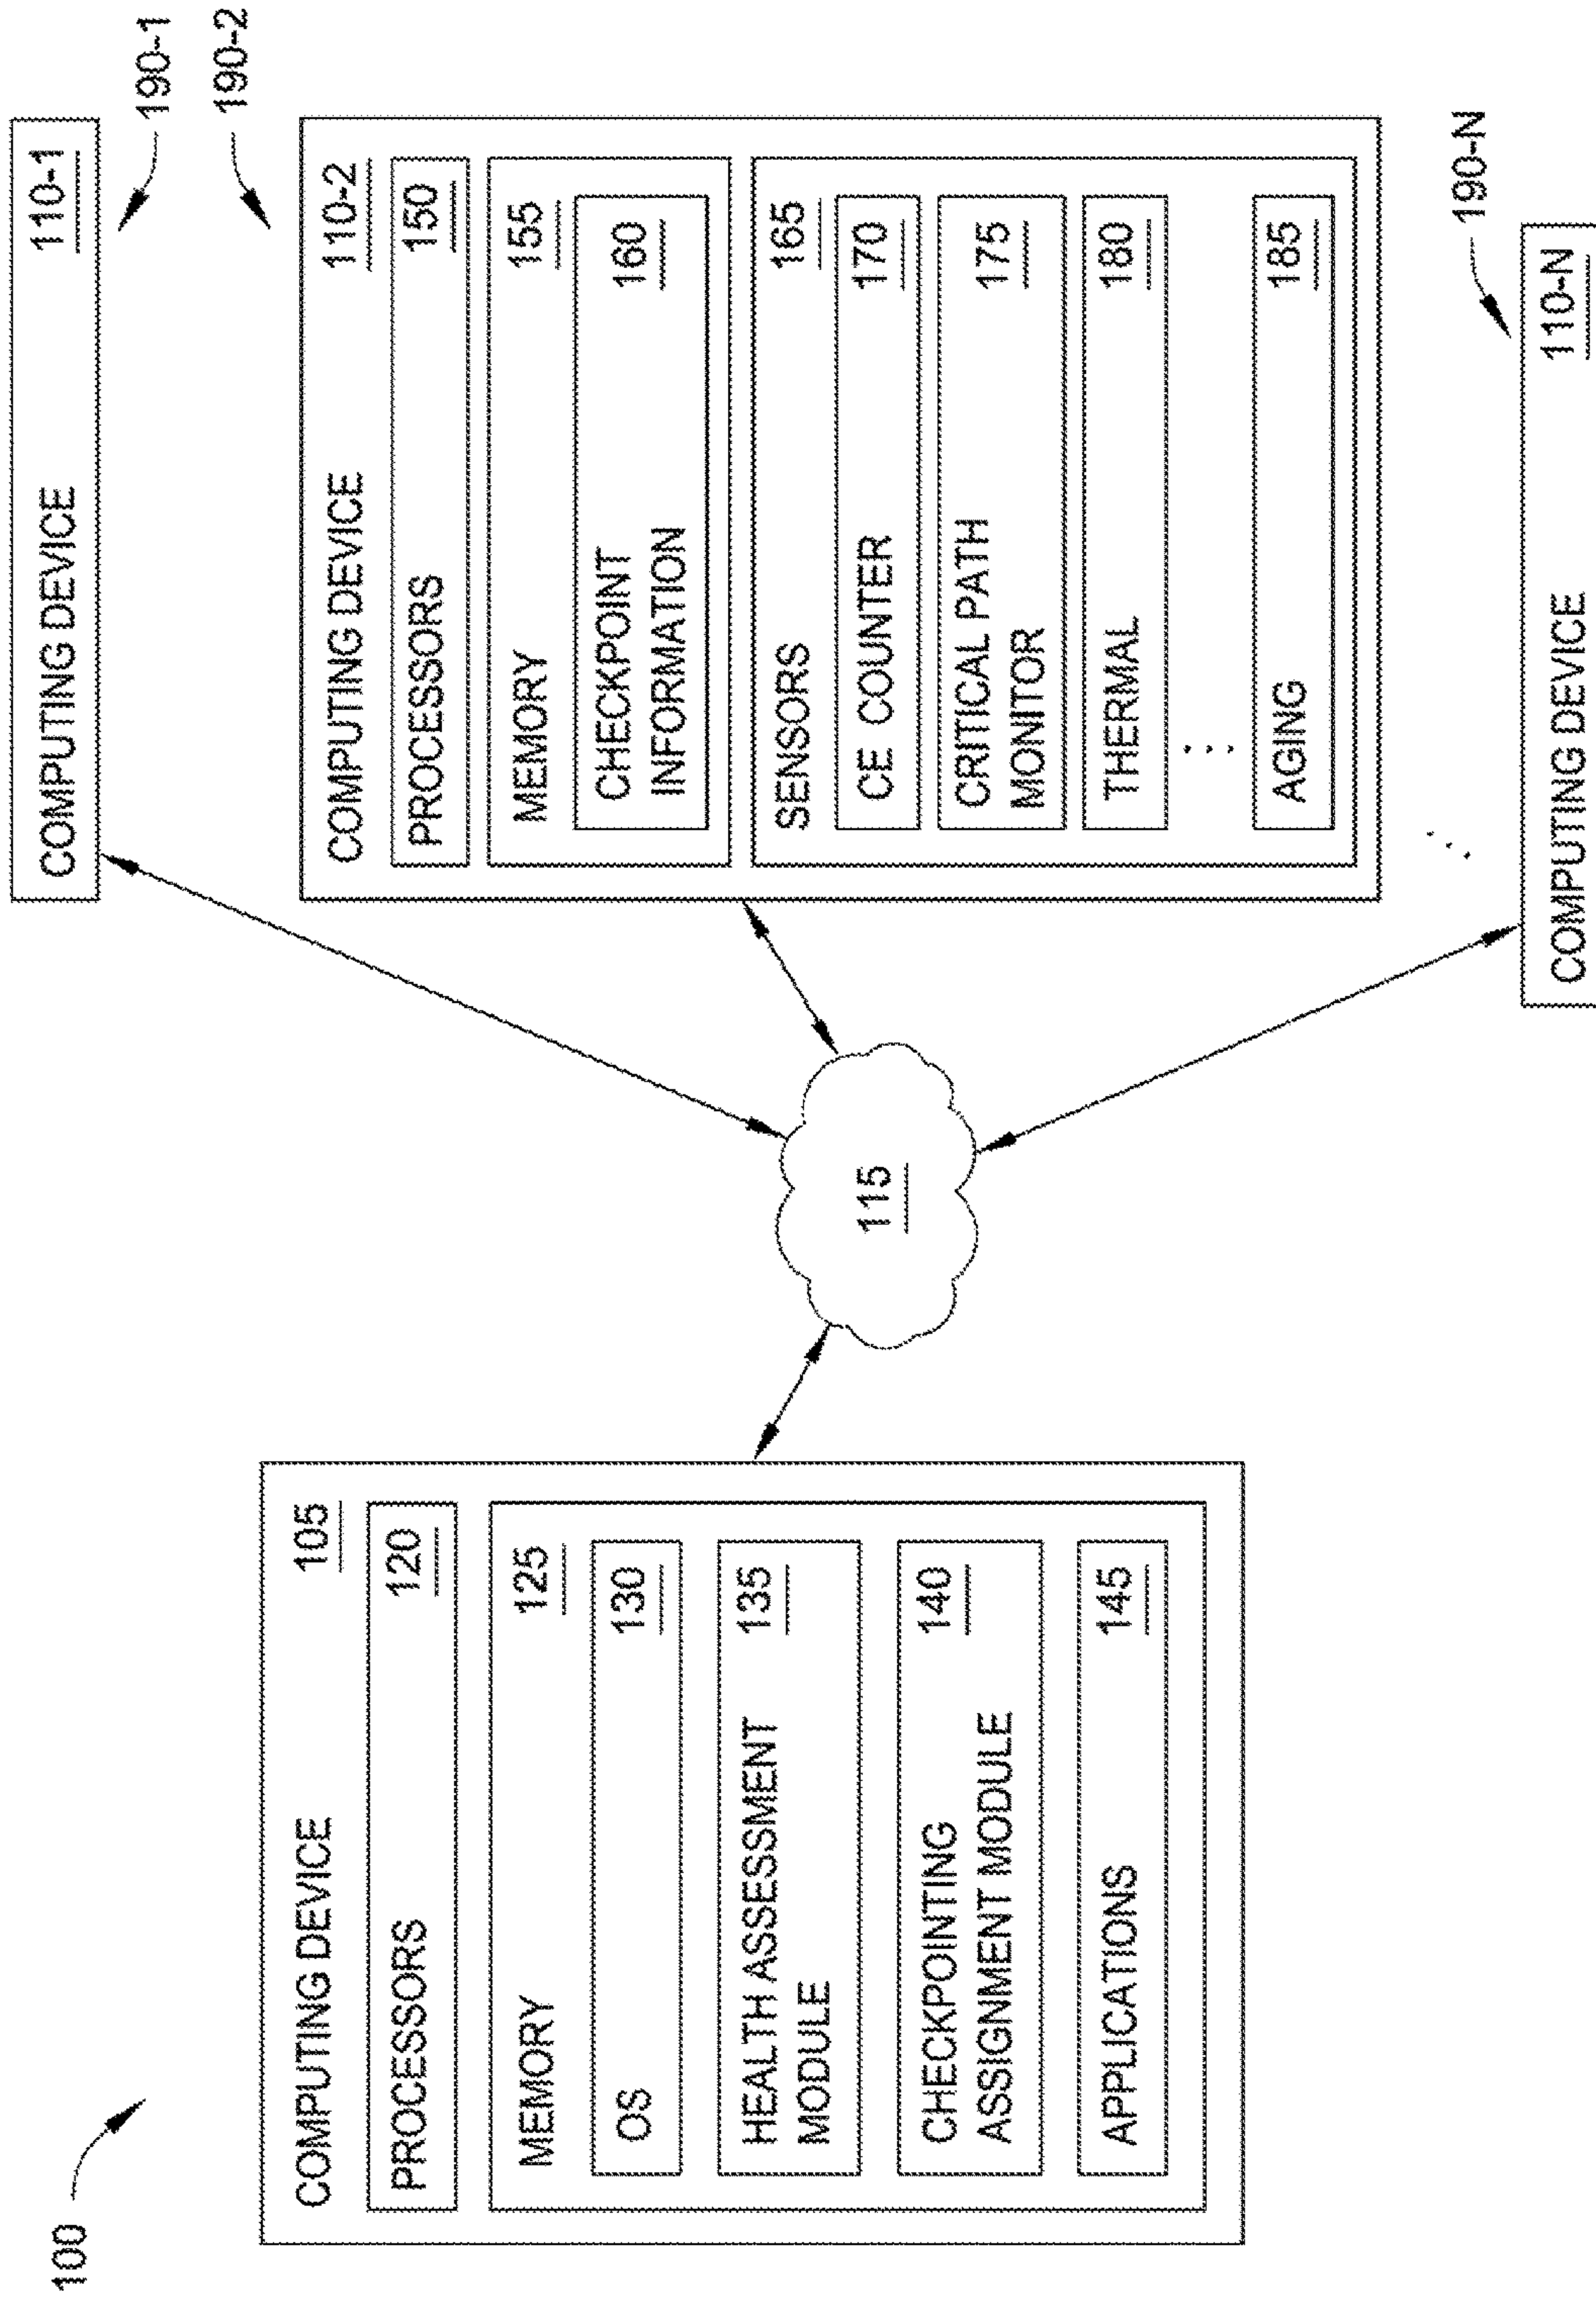 100
COMPUTING DEVICE 105
PROCESSORS 120
MEMORY 125
OS 130
HEALTH ASSESSMENT 135
MODULE
CHECKPOINTING 140
ASSIGNMENT MODULE
APPLICATIONS 145
115
COMPUTING DEVICE 110-1
190-1
190-2
COMPUTING DEVICE 110-2
PROCESSORS 150
MEMORY 155
CHECKPOINT 160
INFORMATION
SENSORS 165
CE COUNTER 170
CRITICAL PATH 175
MONITOR
THERMAL 180
AGING 185
190-N
COMPUTING DEVICE 110-N